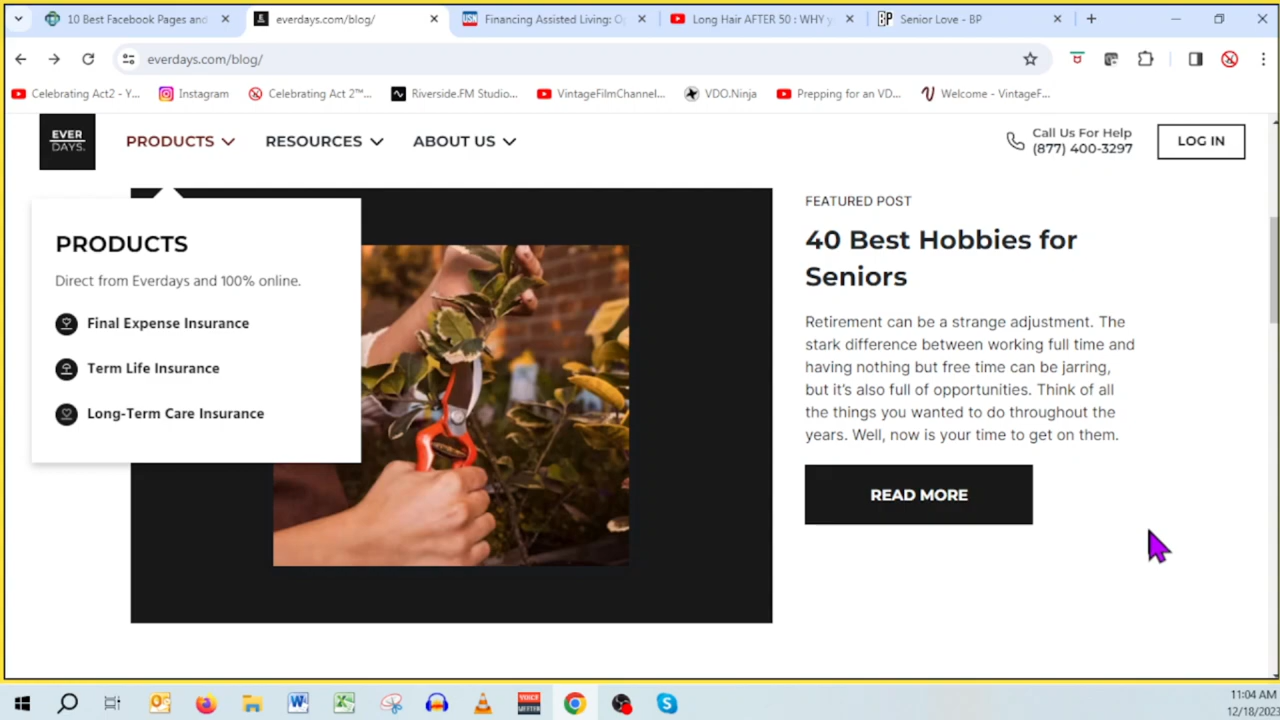 10 Best Facebook Pages and
everdays.com/blog/
USN
Financing Assisted Living: O
Long Hair AFTER 50 : WHY y
BP
Senior Love - BP
everdays.com/blog/
Celebrating Act2 - Y...
Instagram
Celebrating Act 2™...
Riverside.FM Studio...
VintageFilmChannel...
VDO.Ninja
Prepping for an VD...
Welcome - VintageF...
EVER
DAYS.
PRODUCTS
RESOURCES
ABOUT US
Call Us For Help
(877) 400-3297
LOG IN
PRODUCTS
Direct from Everdays and 100% online.
Final Expense Insurance
Term Life Insurance
Long-Term Care Insurance
FEATURED POST
40 Best Hobbies for
Seniors
Retirement can be a strange adjustment. The
stark difference between working full time and
having nothing but free time can be jarring,
but it's also full of opportunities. Think of all
the things you wanted to do throughout the
years. Well, now is your time to get on them.
READ MORE
VOICE
MEETER
11:04 AM
12/18/2023